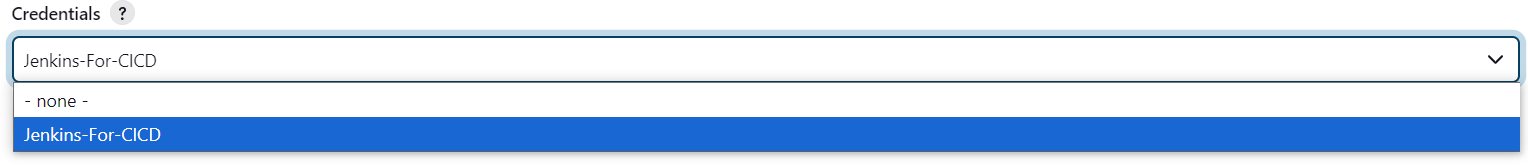 Credentials ?
Jenkins-For-CICD
- none -
Jenkins-For-CICD